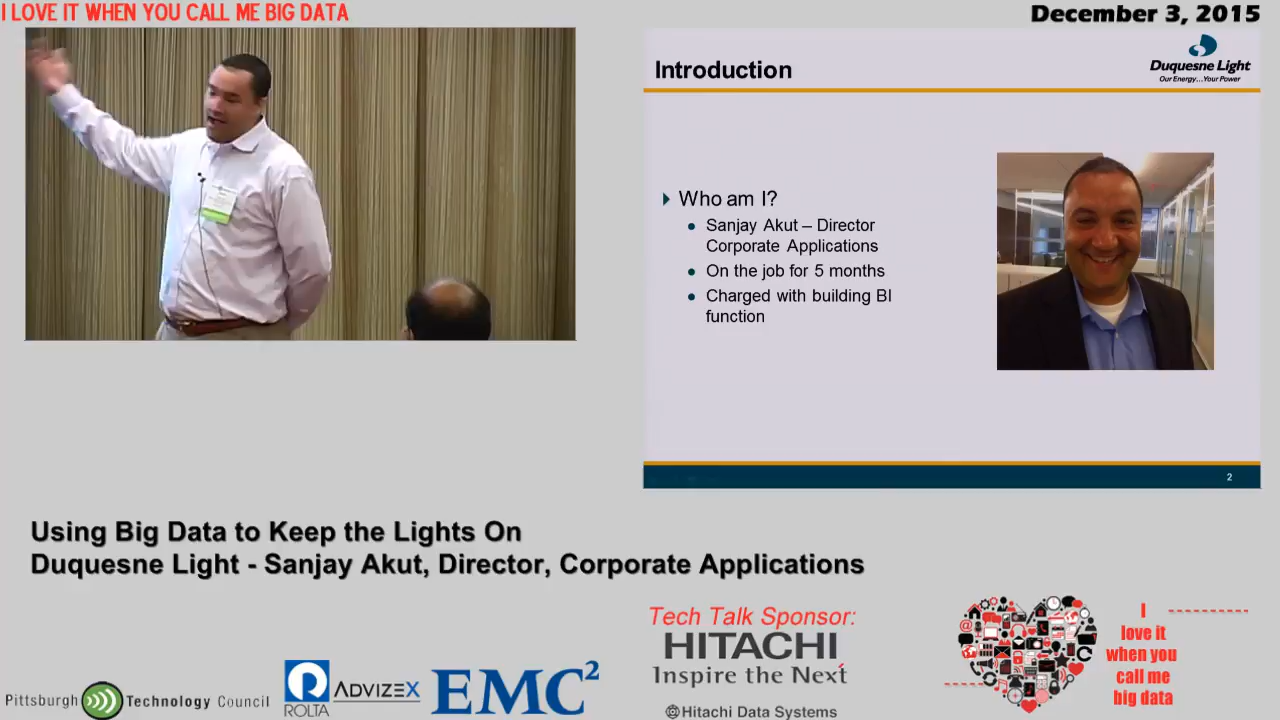 I LOVE IT WHEN YOU CALL ME BIG DATA
December 3, 2015
Introduction
Duquesne Light
Our Energy...Your Power
Who am I?
Sanjay Akut – Director
Corporate Applications
On the job for 5 months
Charged with building BI
function
2
Using Big Data to Keep the Lights On
Duquesne Light - Sanjay Akut, Director, Corporate Applications
Pittsburgh Technology Council
ROLTA
ADVIZEX
EMC²
Tech Talk Sponsor:
HITACHI
Inspire the Next
Hitachi Data Systems
I
love it
when you
call me
big data